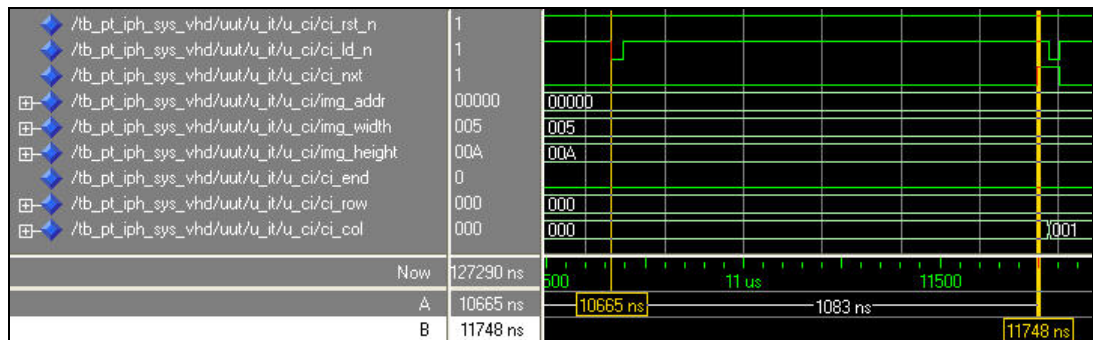 /tb_pt_iph_sys_vhd/uut/u_it/u_ci/ci_rst_n 1
/tb_pt_iph_sys_vhd/uut/u_it/u_ci/ci_ld_n 1
/tb_pt_iph_sys_vhd/uut/u_it/u_ci/ci_nxt 1
/tb_pt_iph_sys_vhd/uut/u_it/u_ci/img_addr 00000 00000
/tb_pt_iph_sys_vhd/uut/u_it/u_ci/img_width 005 005
/tb_pt_iph_sys_vhd/uut/u_it/u_ci/img_height 00A 00A
/tb_pt_iph_sys_vhd/uut/u_it/u_ci/ci_end 0
/tb_pt_iph_sys_vhd/uut/u_it/u_ci/ci_row 000 000
/tb_pt_iph_sys_vhd/uut/u_it/u_ci/ci_col 000 000 001
Now 127290 ns 500 11 us 11500
A 10665 ns 10665 ns 1083 ns
B 11748 ns 11748 ns